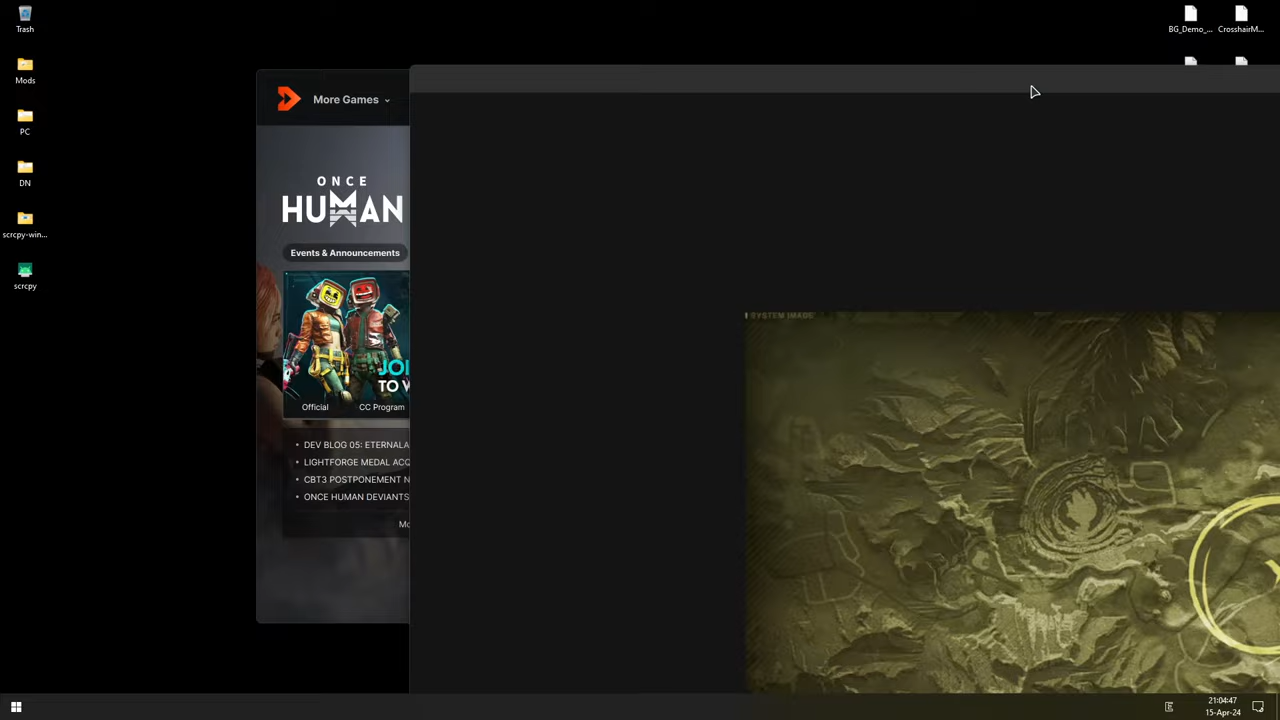 Trash
Mods
PC
DN
scrcpy-win...
scrcpy
BG_Demo_...
CrosshairM...
More Games
ONCE
HUMAN
Events & Announcements
JOI
TO W
Official
CC Program
• DEV BLOG 05: ETERNALA
• LIGHTFORGE MEDAL ACQ
• CBT3 POSTPONEMENT N
• ONCE HUMAN DEVIANTS
Mo
SYSTEM IMAGE
21:04:47
15-Apr-24